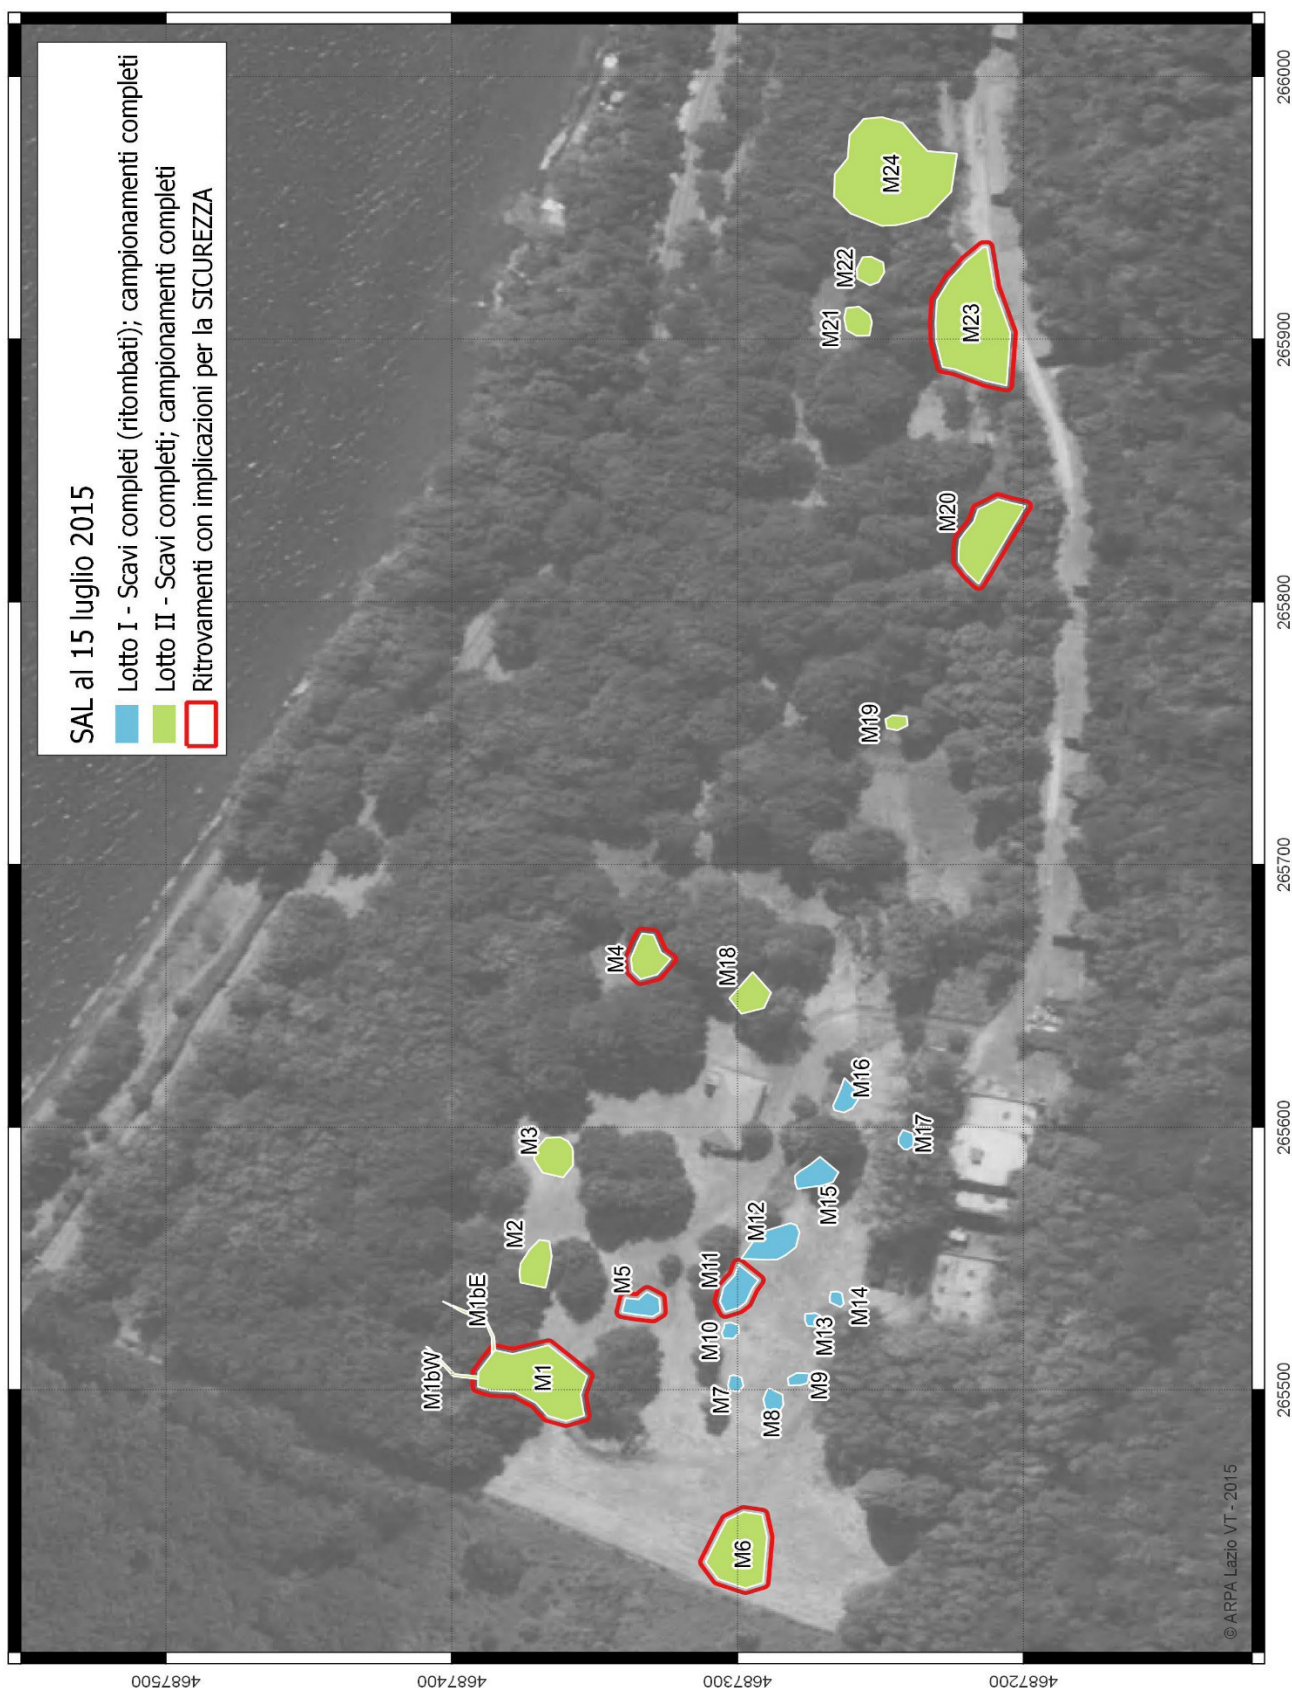 SAL al 15 luglio 2015
Lotto I - Scavi completi (ritombati); campionamenti completi
Lotto II - Scavi completi; campionamenti completi
Ritrovamenti con implicazioni per la SICUREZZA
4687500
4687400
4687300
4687200
M1bW
M1bE
M1
M2
M3
M4
M5
M6
M7
M8
M9
M10
M11
M12
M13
M14
M15
M16
M17
M18
M19
M20
M21
M22
M23
M24
© ARPA Lazio VT - 2015
265500
265600
265700
265800
265900
266000